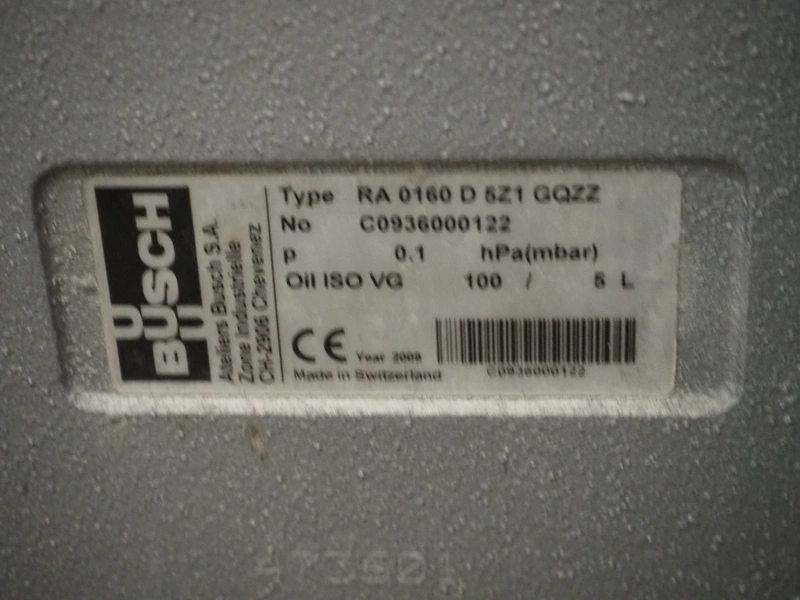 BUSCH
Ateliers Busch S.A.
Zone Industrielle
CH-2906 Chevenez
Type RA 0160 D 5Z1 GQZZ
No C0936000122
p 0.1 hPa(mbar)
Oil ISO VG 100 / 5 L
CE Year 2009
Made in Switzerland
C0936000122
473601